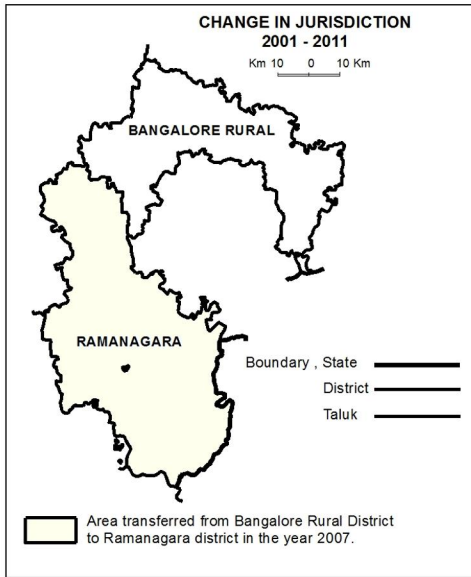 CHANGE IN JURISDICTION
2001 - 2011
Km 10 0 10 Km
BANGALORE RURAL
RAMANAGARA
Boundary , State
District
Taluk
Area transferred from Bangalore Rural District
to Ramanagara district in the year 2007.